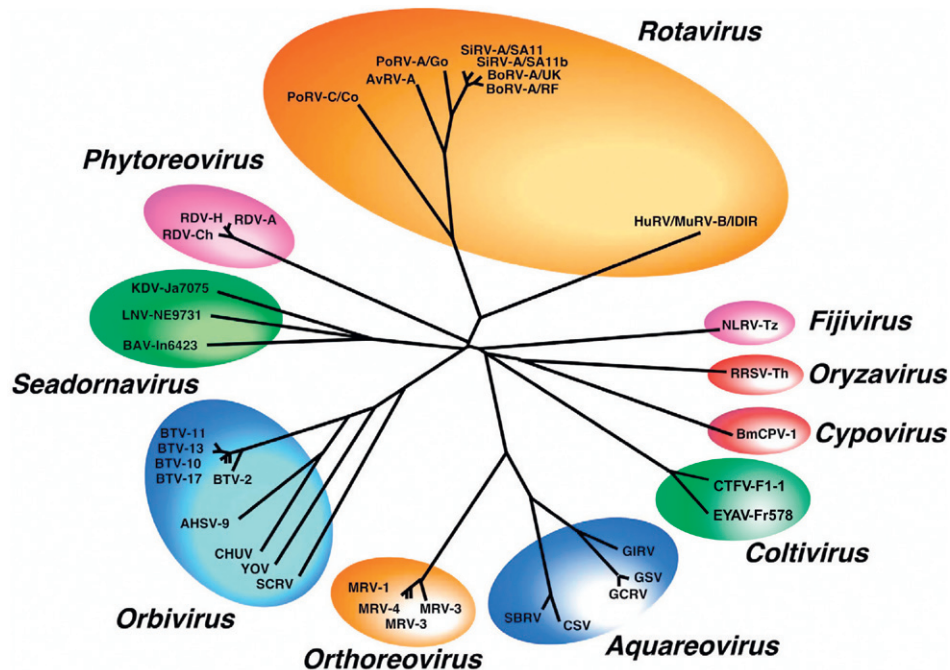 Rotavirus
SiRV-A/SA11
SiRV-A/SA11b
PoRV-A/Go
BoRV-A/UK
AvRV-A
BoRV-A/RF
PoRV-C/Co
HuRV/MuRV-B/IDIR
Phytoreovirus
RDV-H
RDV-A
RDV-Ch
KDV-Ja7075
LNV-NE9731
BAV-In6423
Seadornavirus
NLRV-Tz
Fijivirus
RRSV-Th
Oryzavirus
BmCPV-1
Cypovirus
CTFV-F1-1
EYAV-Fr578
Coltivirus
BTV-11
BTV-13
BTV-10
BTV-17
BTV-2
AHSV-9
CHUV
YOV
SCRV
Orbivirus
MRV-1
MRV-4
MRV-3
MRV-3
Orthoreovirus
GIRV
GSV
GCRV
SBRV
CSV
Aquareovirus